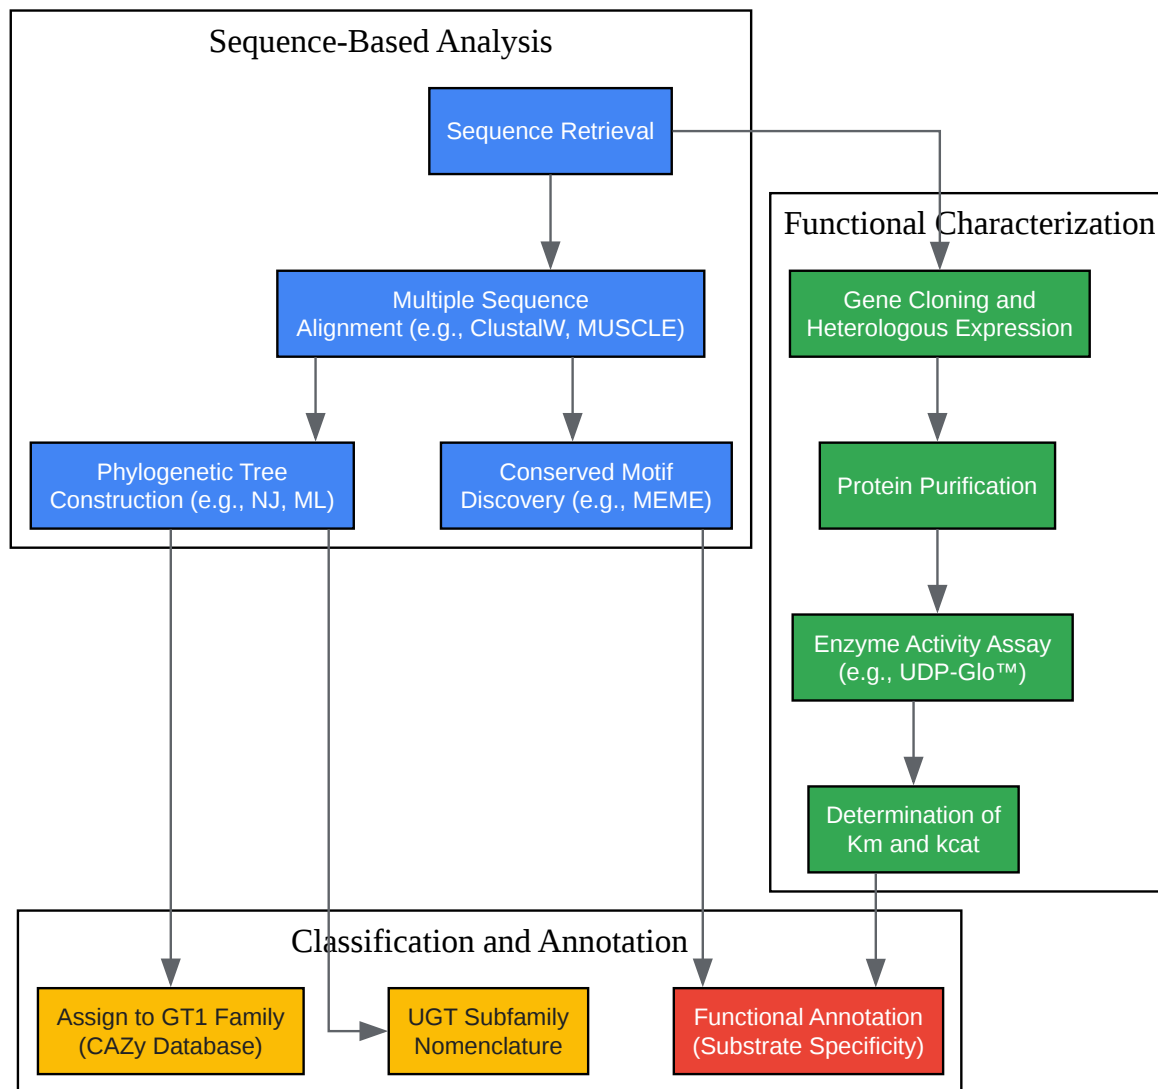 Sequence-Based Analysis
Sequence Retrieval
Multiple Sequence
Alignment (e.g., ClustalW, MUSCLE)
Phylogenetic Tree
Construction (e.g., NJ, ML)
Conserved Motif
Discovery (e.g., MEME)
Functional Characterization
Gene Cloning and
Heterologous Expression
Protein Purification
Enzyme Activity Assay
(e.g., UDP-Glo™)
Determination of
Km and kcat
Classification and Annotation
Assign to GT1 Family
(CAZy Database)
UGT Subfamily
Nomenclature
Functional Annotation
(Substrate Specificity)